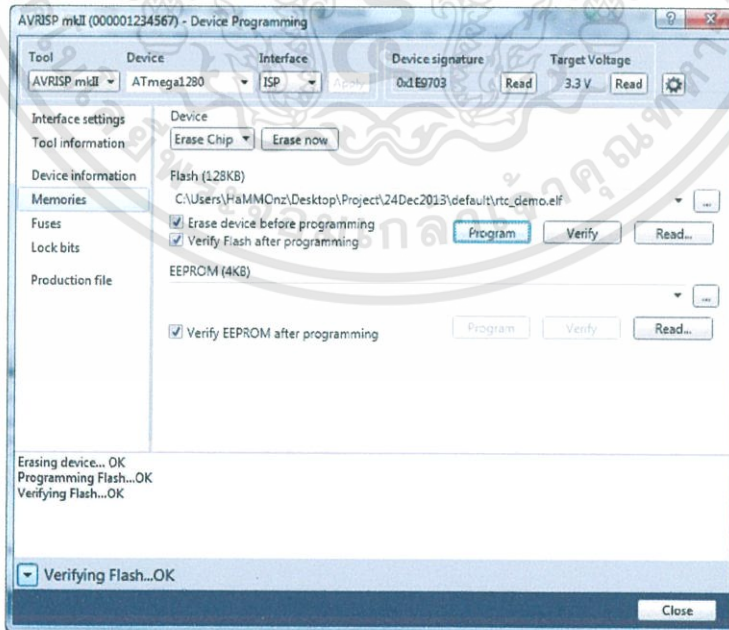 AVRISP mkII (000001234567) - Device Programming
Tool Device Interface Device signature Target Voltage
AVRISP mkII ATmega1280 ISP Apply 0x1E9703 Read 3.3 V Read
Interface settings
Tool information
Device information
Memories
Fuses
Lock bits
Production file
Device
Erase Chip Erase now
Flash (128KB)
C:\Users\HaMMOnz\Desktop\Project\24Dec2013\default\rtc_demo.elf ...
Erase device before programming
Verify Flash after programming
Program Verify Read...
EEPROM (4KB)
...
Verify EEPROM after programming
Program Verify Read...
Erasing device... OK
Programming Flash...OK
Verifying Flash...OK
Verifying Flash...OK
Close